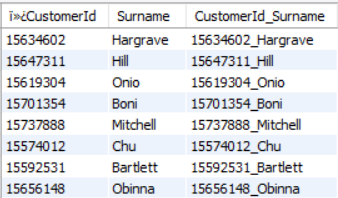 ï»¿CustomerId Surname CustomerId_Surname
15634602 Hargrave 15634602_Hargrave
15647311 Hill 15647311_Hill
15619304 Onio 15619304_Onio
15701354 Boni 15701354_Boni
15737888 Mitchell 15737888_Mitchell
15574012 Chu 15574012_Chu
15592531 Bartlett 15592531_Bartlett
15656148 Obinna 15656148_Obinna